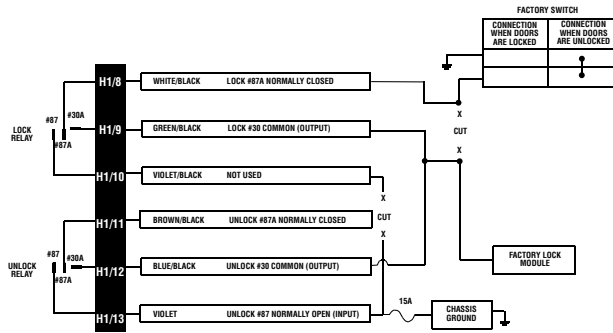 FACTORY SWITCH
CONNECTION WHEN DOORS ARE LOCKED
CONNECTION WHEN DOORS ARE UNLOCKED
H1/8 WHITE/BLACK LOCK #87A NORMALLY CLOSED
#87 #30A
X
LOCK RELAY
H1/9 GREEN/BLACK LOCK #30 COMMON (OUTPUT)
CUT
#87A
X
H1/10 VIOLET/BLACK NOT USED
X
H1/11 BROWN/BLACK UNLOCK #87A NORMALLY CLOSED
CUT
X
#87 #30A
UNLOCK RELAY
H1/12 BLUE/BLACK UNLOCK #30 COMMON (OUTPUT)
FACTORY LOCK MODULE
#87A
15A
H1/13 VIOLET UNLOCK #87 NORMALLY OPEN (INPUT)
CHASSIS GROUND